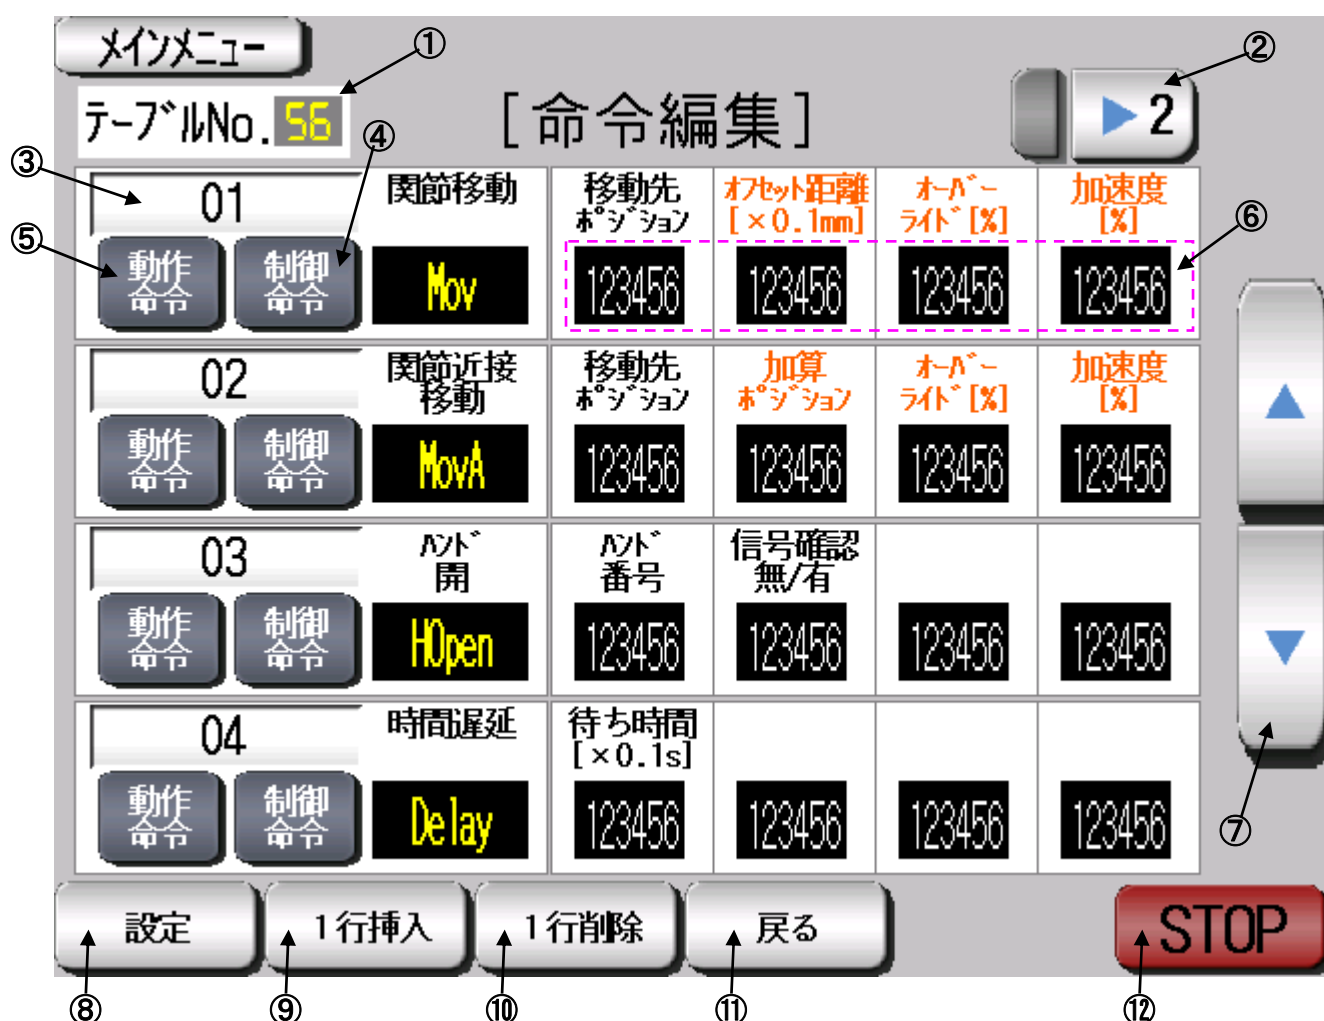 メインメニュー
①
②
テーブルNo. 56
[命令編集]
▶2
③
④
⑤
⑥
01
関節移動
移動先
ポジション
オフセット距離
[×0.1mm]
オーバー
ライド[%]
加速度
[%]
動作
命令
制御
命令
Mov
123456
123456
123456
123456
02
関節近接
移動
移動先
ポジション
加算
ポジション
オーバー
ライド[%]
加速度
[%]
動作
命令
制御
命令
MovA
123456
123456
123456
123456
▲
03
ハンド
開
ハンド
番号
信号確認
無/有
動作
命令
制御
命令
HOpen
123456
123456
123456
123456
▼
04
時間遅延
待ち時間
[×0.1s]
動作
命令
制御
命令
Delay
123456
123456
123456
123456
⑦
設定
1行挿入
1行削除
戻る
STOP
⑧
⑨
⑩
⑪
⑫